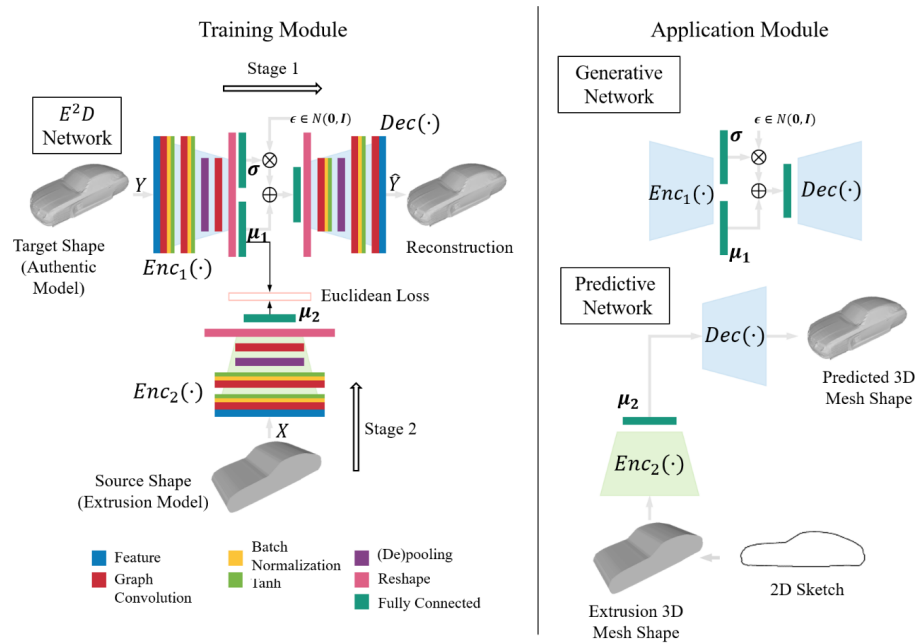 Training Module
Stage 1
E²D
Network
ϵ ∈ N(0, I)
Dec(·)
σ
⊗
Y
⊕
Ŷ
μ₁
Target Shape
(Authentic
Model)
Enc₁(·)
Reconstruction
Euclidean Loss
μ₂
Enc₂(·)
X
Stage 2
Source Shape
(Extrusion Model)
Feature
Graph
Convolution
Batch
Normalization
Tanh
(De)pooling
Reshape
Fully Connected
Application Module
Generative
Network
ϵ ∈ N(0, I)
σ
⊗
Enc₁(·)
⊕
Dec(·)
μ₁
Predictive
Network
Dec(·)
Predicted 3D
Mesh Shape
μ₂
Enc₂(·)
Extrusion 3D
Mesh Shape
2D Sketch